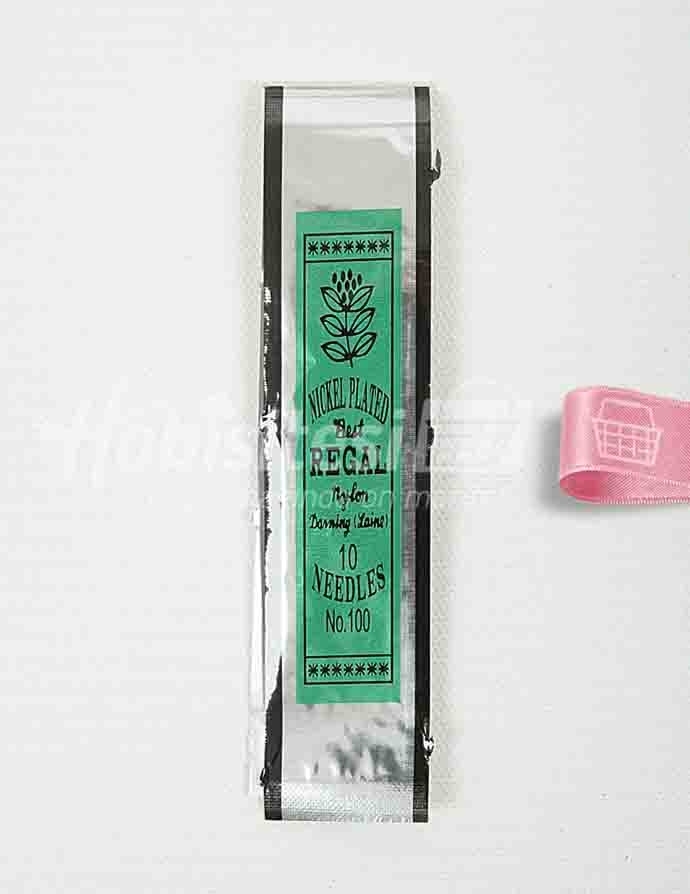 NICKEL PLATED
Best
REGAL
Nylon
Darning (Laine)
10
NEEDLES
No.100